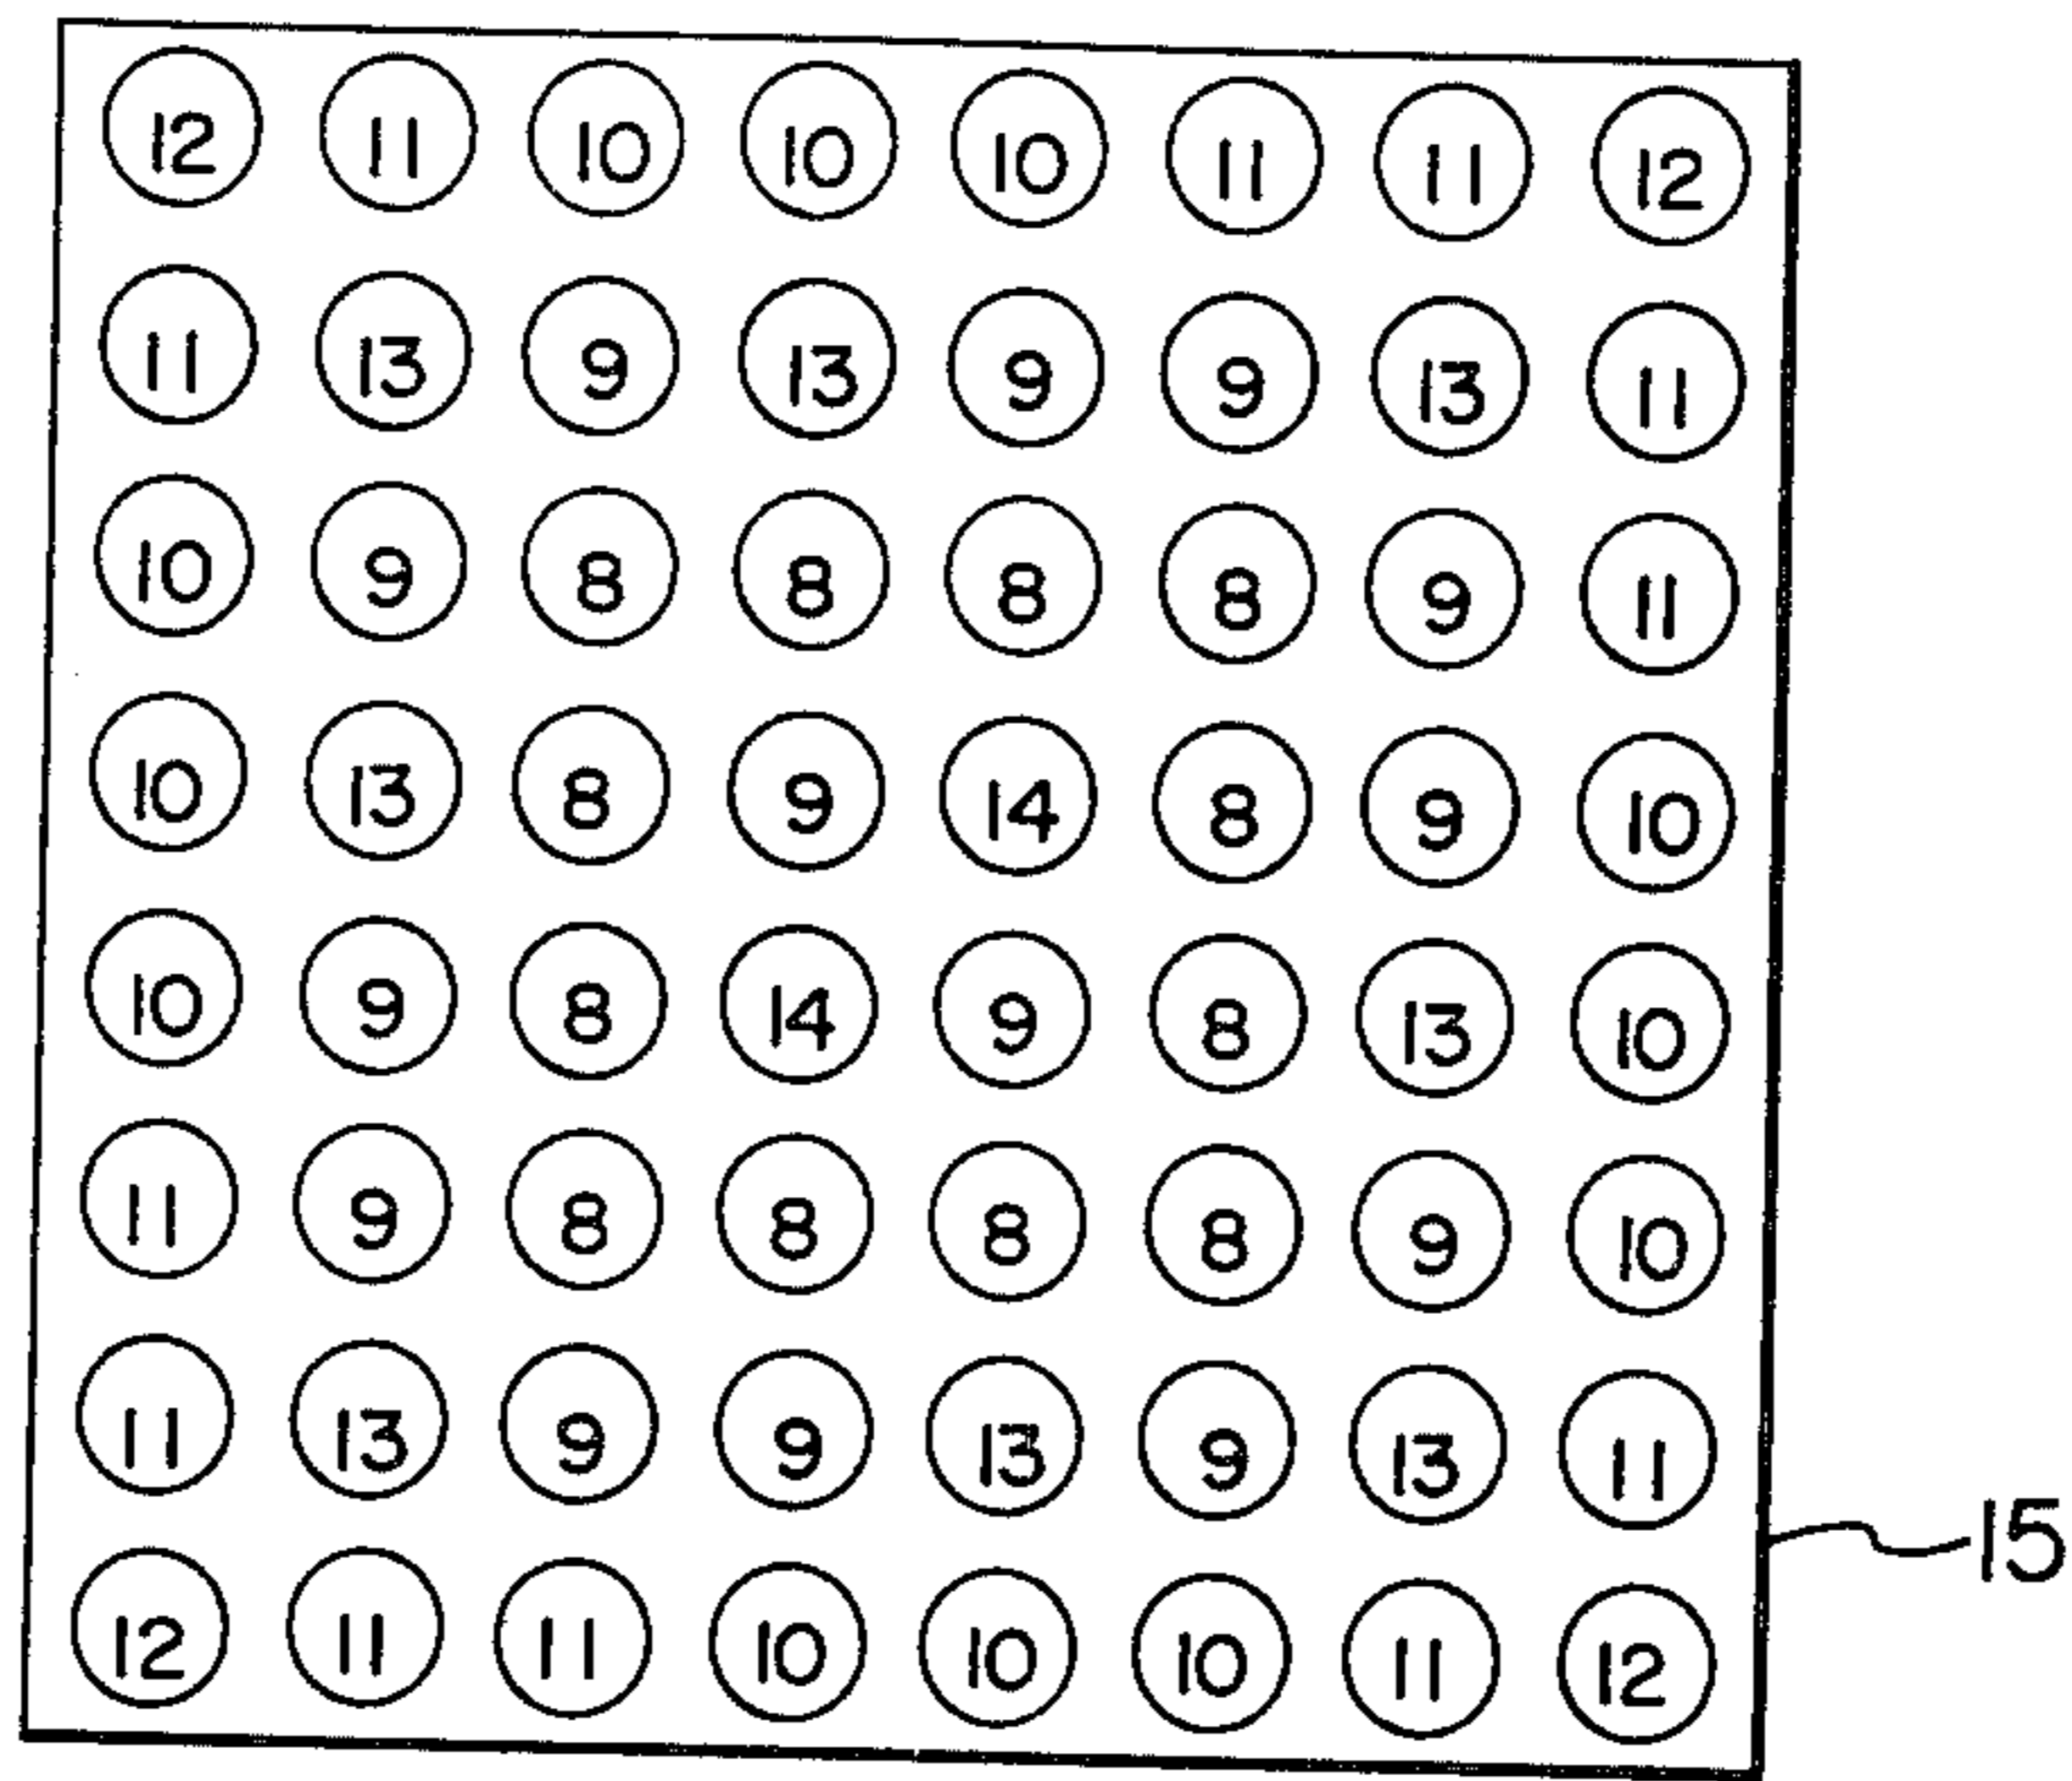 12 11 10 10 10 11 11 12
11 13 9 13 9 9 13 11
10 9 8 8 8 8 9 11
10 13 8 9 14 8 9 10
10 9 8 14 9 8 13 10
11 9 8 8 8 8 9 10
11 13 9 9 13 9 13 11
15
12 11 11 10 10 10 11 12